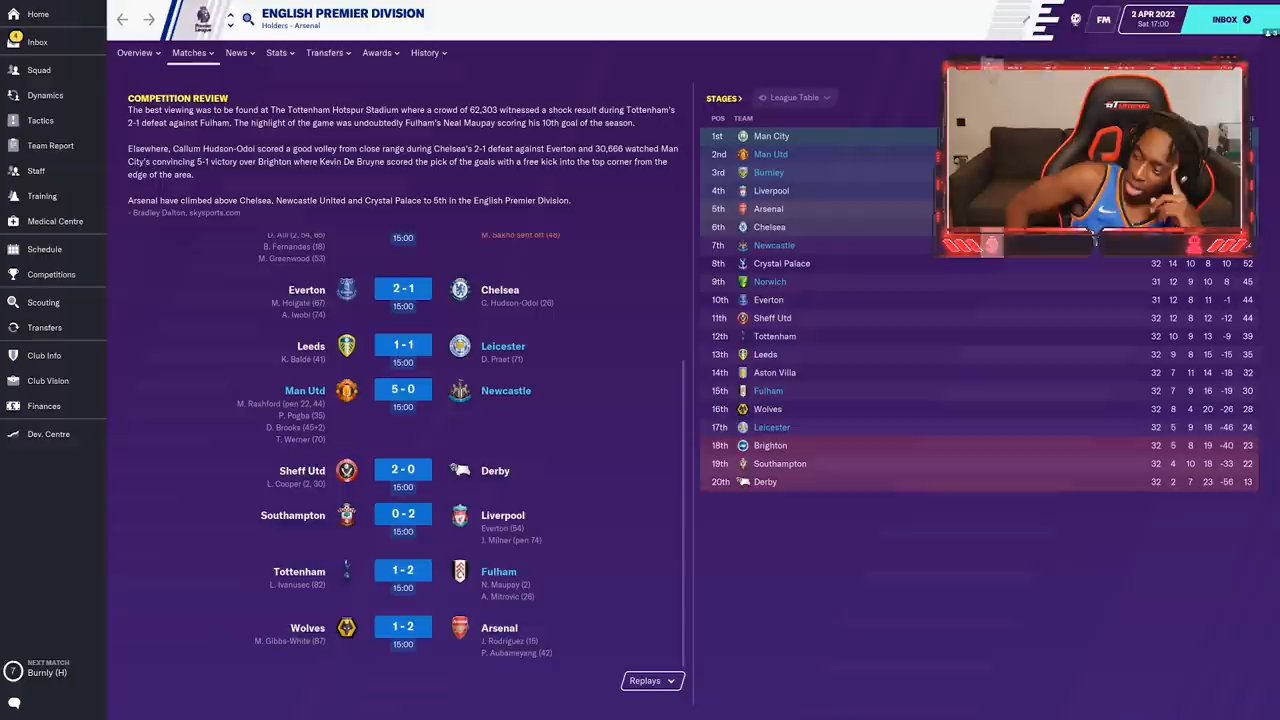 Home
4
Inbox
Squad
Dynamics
Tactics
Team Report
Staff
Training
Medical Centre
Schedule
Competitions
Scouting
Transfers
Club Info
Club Vision
Finances
Dev. Centre
7
NEXT MATCH
Burnly (H)
Premier League
ENGLISH PREMIER DIVISION
Holders - Arsenal
FM
2 APR 2022
Sat 17:00
INBOX
Overview
Matches
News
Stats
Transfers
Awards
History
COMPETITION REVIEW
The best viewing was to be found at The Tottenham Hotspur Stadium where a crowd of 62,303 witnessed a shock result during Tottenham's
2-1 defeat against Fulham. The highlight of the game was undoubtedly Fulham's Neal Maupay scoring his 10th goal of the season.
Elsewhere, Callum Hudson-Odoi scored a good volley from close range during Chelsea's 2-1 defeat against Everton and 30,666 watched Man
City's convincing 5-1 victory over Brighton where Kevin De Bruyne scored the pick of the goals with a free kick into the top corner from the
edge of the area.
Arsenal have climbed above Chelsea, Newcastle United and Crystal Palace to 5th in the English Premier Division.
- Bradley Dalton, skysports.com
D. Alli (2, 54, 65) 15:00 M. Sakho sent off (48)
B. Fernandes (18)
M. Greenwood (53)
Everton 2 - 1 Chelsea
M. Holgate (67) 15:00 C. Hudson-Odoi (26)
A. Iwobi (74)
Leeds 1 - 1 Leicester
K. Baldé (41) 15:00 D. Praet (71)
Man Utd 5 - 0 Newcastle
M. Rashford (pen 22, 44) 15:00
P. Pogba (35)
D. Brooks (45+2)
T. Werner (70)
Sheff Utd 2 - 0 Derby
L. Cooper (2, 30) 15:00
Southampton 0 - 2 Liverpool
15:00 Everton (54)
J. Milner (pen 74)
Tottenham 1 - 2 Fulham
L. Ivanusec (82) 15:00 N. Maupay (2)
A. Mitrovic (26)
Wolves 1 - 2 Arsenal
M. Gibbs-White (87) 15:00 J. Rodriguez (15)
P. Aubameyang (42)
Replays
STAGES
League Table
POS TEAM
1st Man City
2nd Man Utd
3rd Burnley
4th Liverpool
5th Arsenal
6th Chelsea
7th Newcastle
8th Crystal Palace 32 14 10 8 10 52
9th Norwich 31 12 9 10 8 45
10th Everton 31 12 8 11 -1 44
11th Sheff Utd 32 12 8 12 -12 44
12th Tottenham 32 10 9 13 -9 39
13th Leeds 32 9 8 15 -15 35
14th Aston Villa 32 7 11 14 -18 32
15th Fulham 32 7 9 16 -19 30
16th Wolves 32 8 4 20 -26 28
17th Leicester 32 5 9 18 -46 24
18th Brighton 32 5 8 19 -40 23
19th Southampton 32 4 10 18 -33 22
20th Derby 32 2 7 23 -56 13